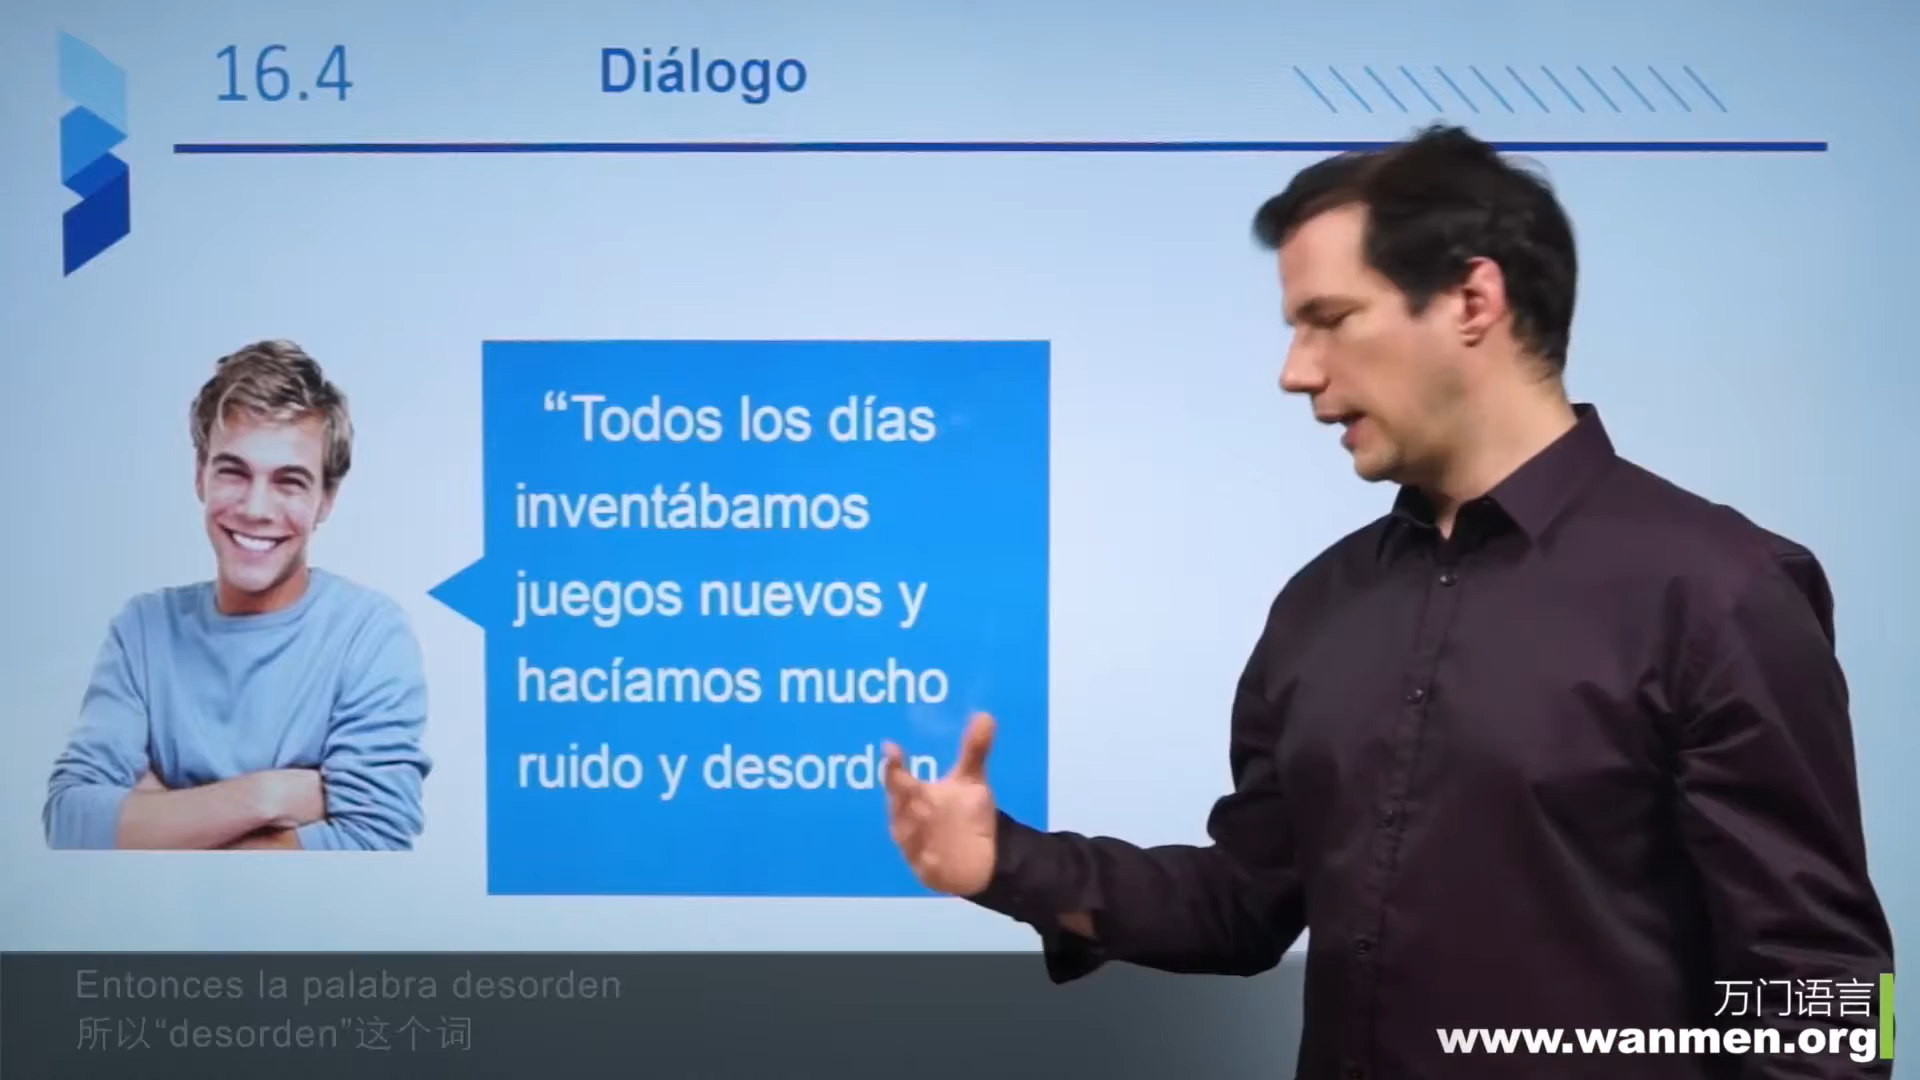 16.4
Diálogo
“Todos los días
inventábamos
juegos nuevos y
hacíamos mucho
ruido y desorden
Entonces la palabra desorden
所以“desorden”这个词
万门语言
www.wanmen.org